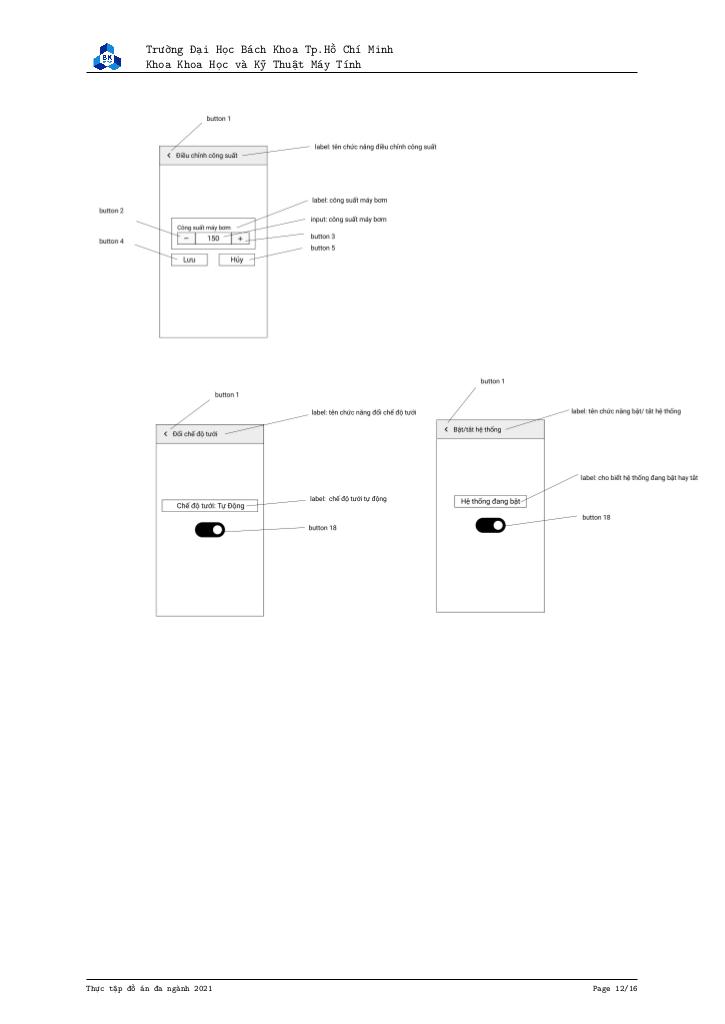 BK
Trường Đại Học Bách Khoa Tp.Hồ Chí Minh
Khoa Khoa Học và Kỹ Thuật Máy Tính
button 1
label: tên chức năng điều chỉnh công suất
< Điều chỉnh công suất
label: công suất máy bơm
button 2
input: công suất máy bơm
Công suất máy bơm
button 3
− 150 +
button 4
button 5
Lưu
Hủy
button 1
label: tên chức năng đổi chế độ tưới
< Đổi chế độ tưới
label: chế độ tưới tự động
Chế độ tưới: Tự Động
button 18
button 1
label: tên chức năng bật/ tắt hệ thống
< Bật/tắt hệ thống
label: cho biết hệ thống đang bật hay tắt
Hệ thống đang bật
button 18
Thực tập đồ án đa ngành 2021
Page 12/16